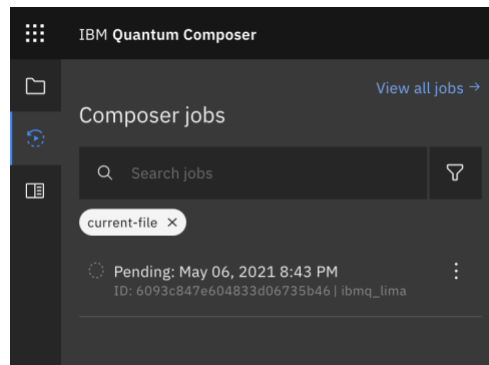 IBM Quantum Composer
View all jobs →
Composer jobs
Search jobs
current-file ×
Pending: May 06, 2021 8:43 PM
ID: 6093c847e604833d06735b46 | ibmq_lima